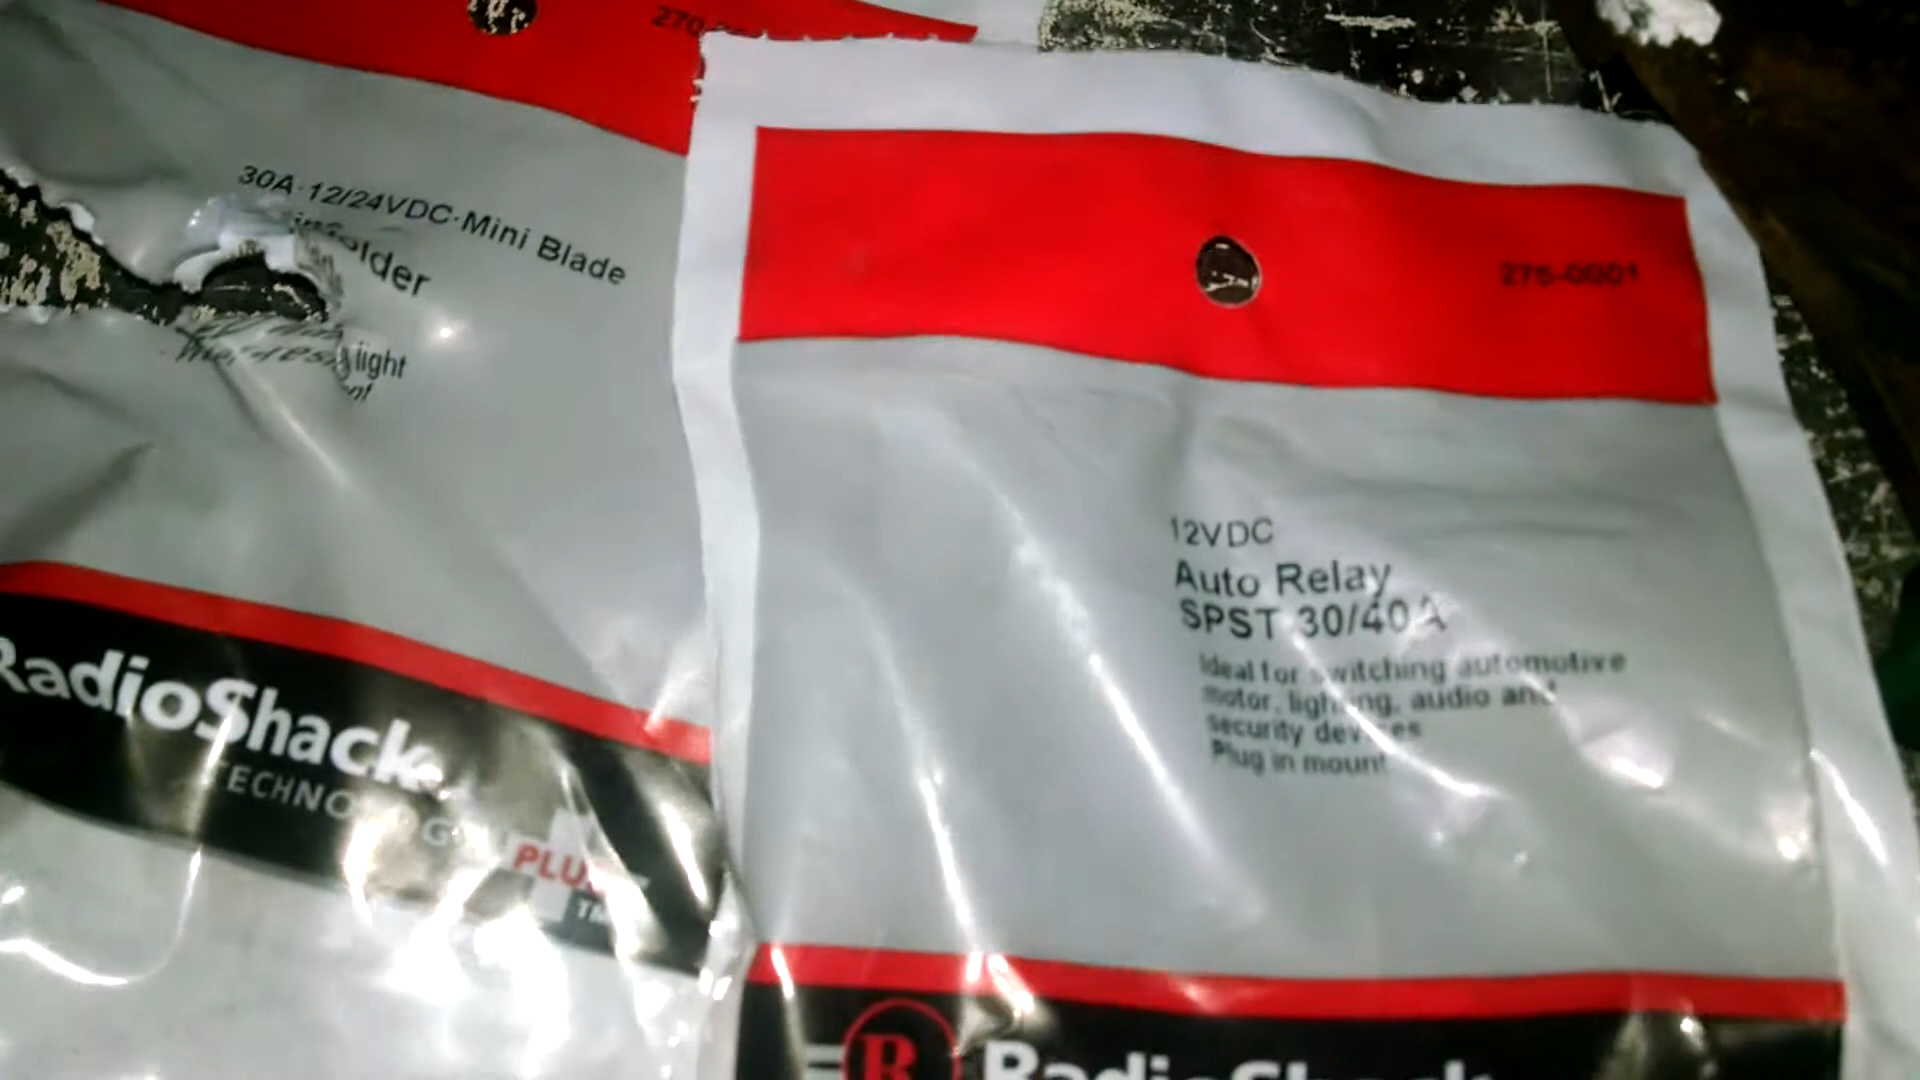 30A·12/24VDC·Mini Blade
light
RadioShack
TECHNOLOGY
PLUS
TM
275-0001
12VDC
Auto Relay
SPST 30/40A
Ideal for switching automotive
motor, lighting, audio and
security devices
Plug in mount
R RadioShack